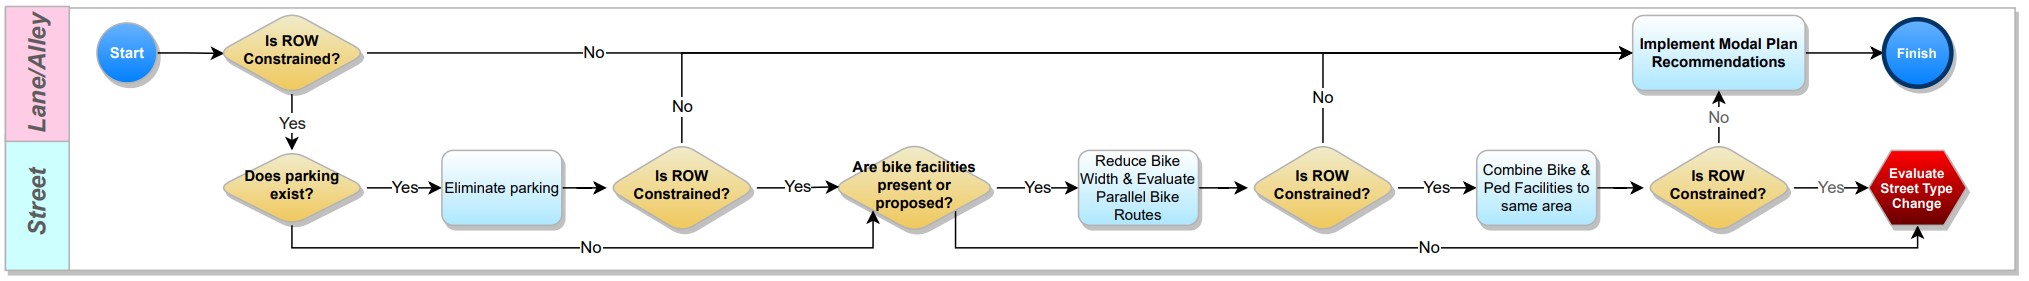 Lane/Alley
Start
Is ROW
Constrained?
No
Implement Modal Plan
Recommendations
Finish
Yes
No
No
No
Street
Does parking
exist?
Yes
Eliminate parking
Is ROW
Constrained?
Yes
Are bike facilities
present or
proposed?
Yes
Reduce Bike
Width & Evaluate
Parallel Bike
Routes
Is ROW
Constrained?
Yes
Combine Bike &
Ped Facilities to
same area
Is ROW
Constrained?
Yes
Evaluate
Street Type
Change
No
No